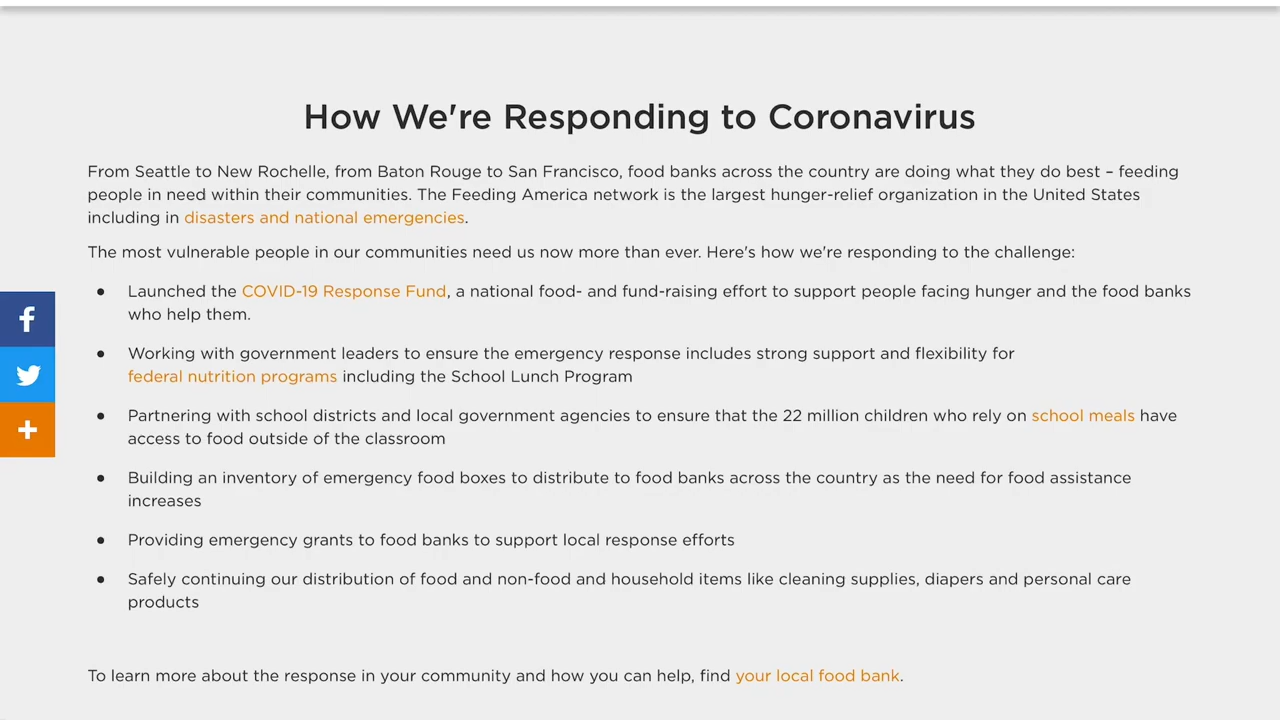 How We're Responding to Coronavirus
From Seattle to New Rochelle, from Baton Rouge to San Francisco, food banks across the country are doing what they do best – feeding
people in need within their communities. The Feeding America network is the largest hunger-relief organization in the United States
including in disasters and national emergencies.
The most vulnerable people in our communities need us now more than ever. Here's how we're responding to the challenge:
● Launched the COVID-19 Response Fund, a national food- and fund-raising effort to support people facing hunger and the food banks
who help them.
● Working with government leaders to ensure the emergency response includes strong support and flexibility for
federal nutrition programs including the School Lunch Program
● Partnering with school districts and local government agencies to ensure that the 22 million children who rely on school meals have
access to food outside of the classroom
● Building an inventory of emergency food boxes to distribute to food banks across the country as the need for food assistance
increases
● Providing emergency grants to food banks to support local response efforts
● Safely continuing our distribution of food and non-food and household items like cleaning supplies, diapers and personal care
products
To learn more about the response in your community and how you can help, find your local food bank.